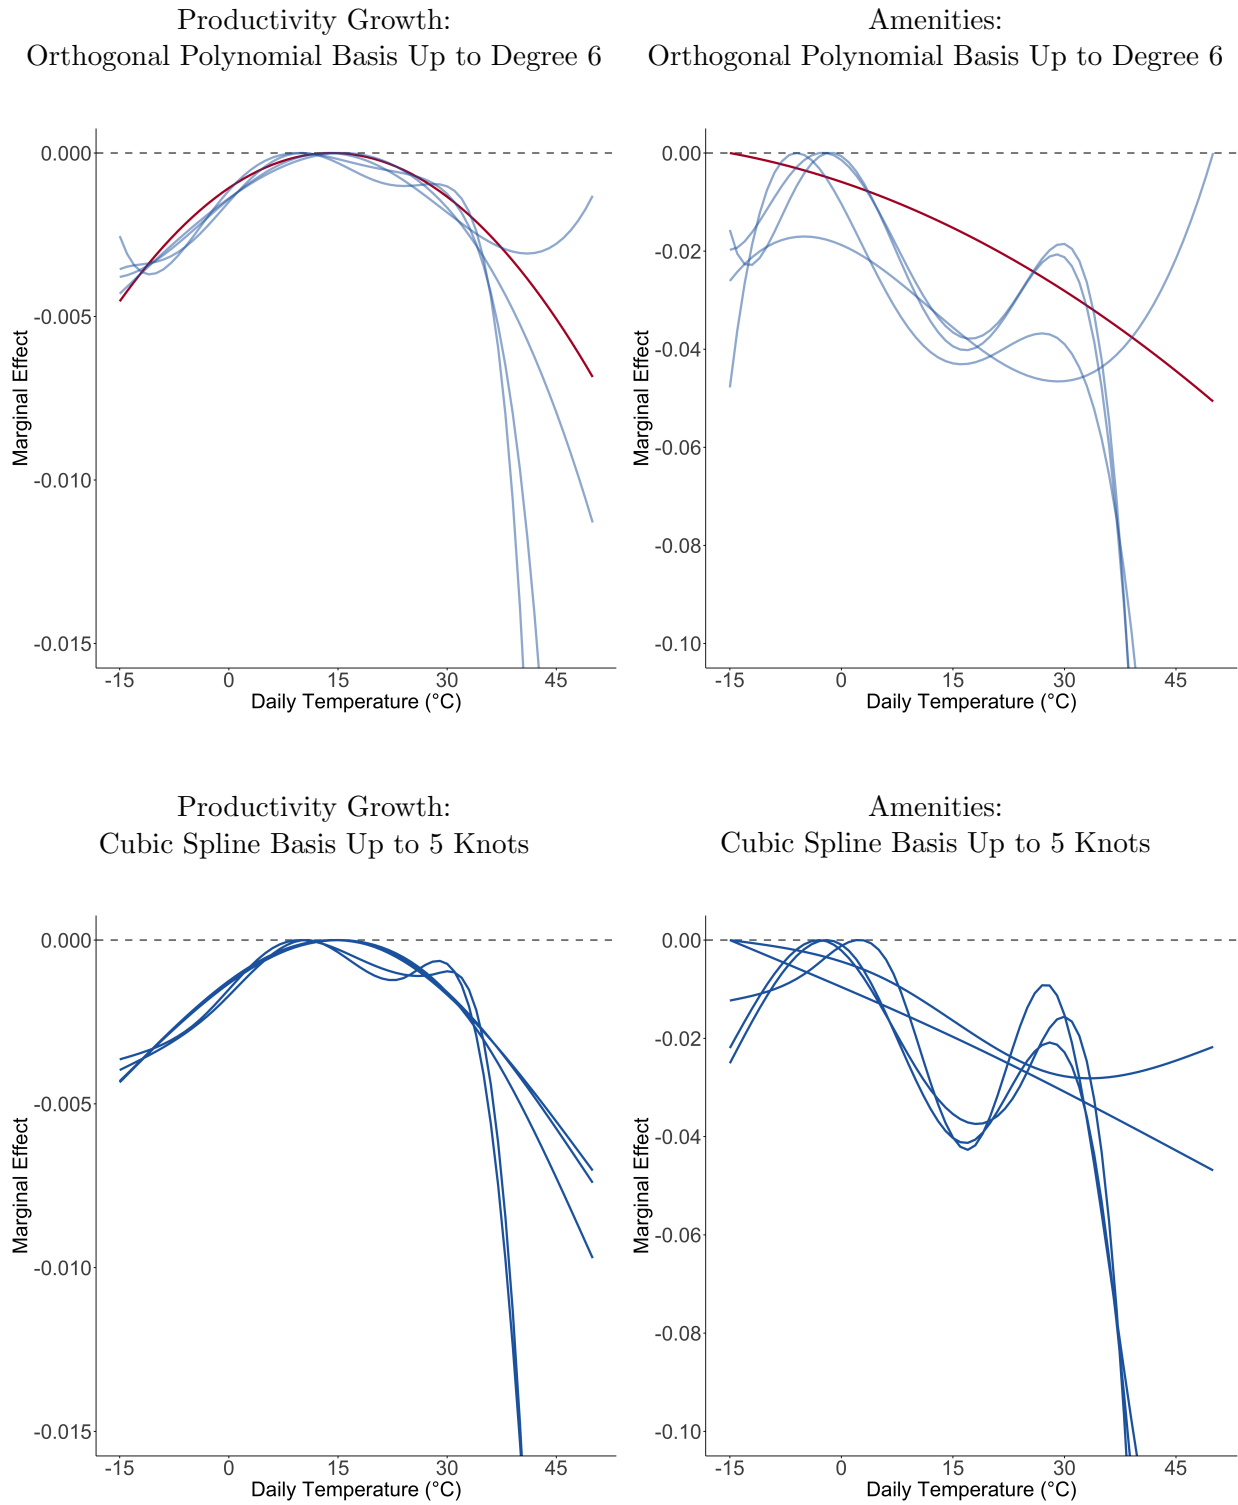 Productivity Growth:
Orthogonal Polynomial Basis Up to Degree 6
0.000
-0.005
-0.010
-0.015
Marginal Effect
-15 0 15 30 45
Daily Temperature (°C)
Amenities:
Orthogonal Polynomial Basis Up to Degree 6
0.00
-0.02
-0.04
-0.06
-0.08
-0.10
Marginal Effect
-15 0 15 30 45
Daily Temperature (°C)
Productivity Growth:
Cubic Spline Basis Up to 5 Knots
0.000
-0.005
-0.010
-0.015
Marginal Effect
-15 0 15 30 45
Daily Temperature (°C)
Amenities:
Cubic Spline Basis Up to 5 Knots
0.00
-0.02
-0.04
-0.06
-0.08
-0.10
Marginal Effect
-15 0 15 30 45
Daily Temperature (°C)